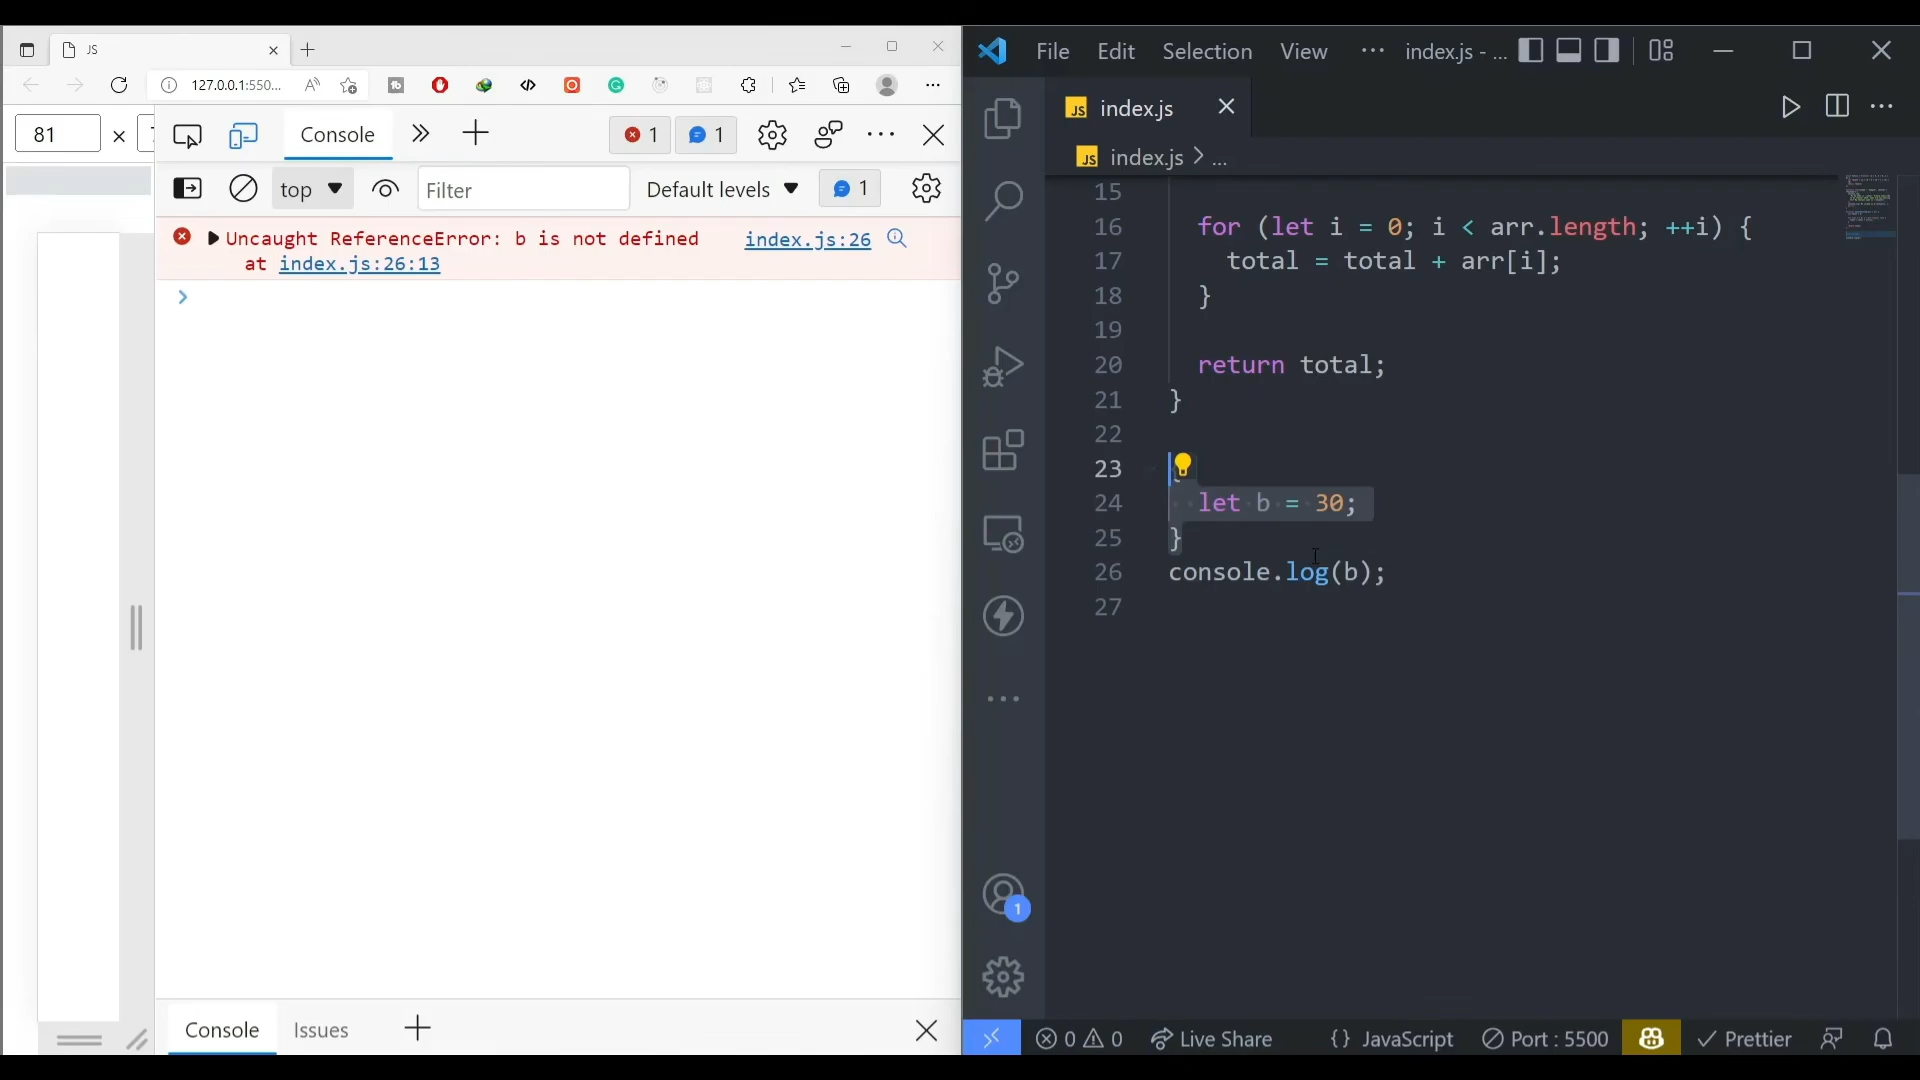 JS
127.0.0.1:550...
81
×
Console
1
1
top
Filter
Default levels
1
Uncaught ReferenceError: b is not defined
index.js:26
at index.js:26:13
Console
Issues
File Edit Selection View ··· index.js - ...
JS index.js
JS index.js > ...
15
16 for (let i = 0; i < arr.length; ++i) {
17 total = total + arr[i];
18 }
19
20 return total;
21 }
22
23
24 let b = 30;
25 }
26 console.log(b);
27
1
0 0 Live Share {} JavaScript Port : 5500 Prettier